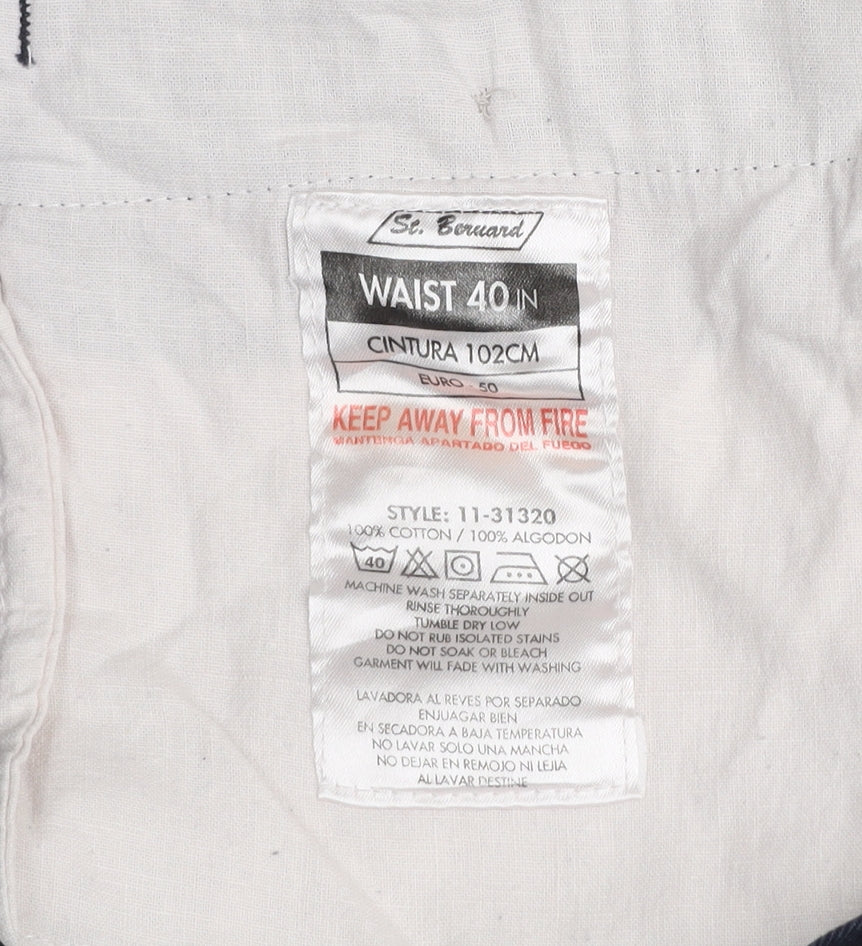 St. Bernard
WAIST 40 IN
CINTURA 102CM
EURO - 50
KEEP AWAY FROM FIRE
MANTENGA APARTADO DEL FUEGO
STYLE: 11-31320
100% COTTON / 100% ALGODON
40
MACHINE WASH SEPARATELY INSIDE OUT
RINSE THOROUGHLY
TUMBLE DRY LOW
DO NOT RUB ISOLATED STAINS
DO NOT SOAK OR BLEACH
GARMENT WILL FADE WITH WASHING
LAVADORA AL REVES POR SEPARADO
ENJUAGAR BIEN
EN SECADORA A BAJA TEMPERATURA
NO LAVAR SOLO UNA MANCHA
NO DEJAR EN REMOJO NI LEJIA
AL LAVAR DESTINE